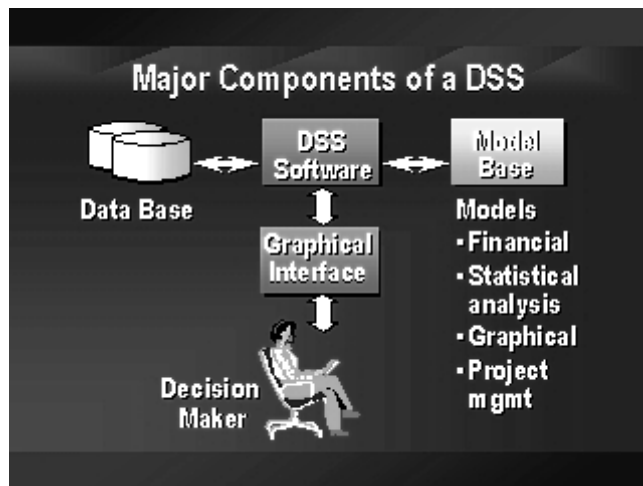 Major Components of a DSS
DSS
Software
Model
Base
Data Base
Graphical
Interface
Models
▪Financial
▪Statistical
analysis
▪Graphical
▪Project
mgmt
Decision
Maker